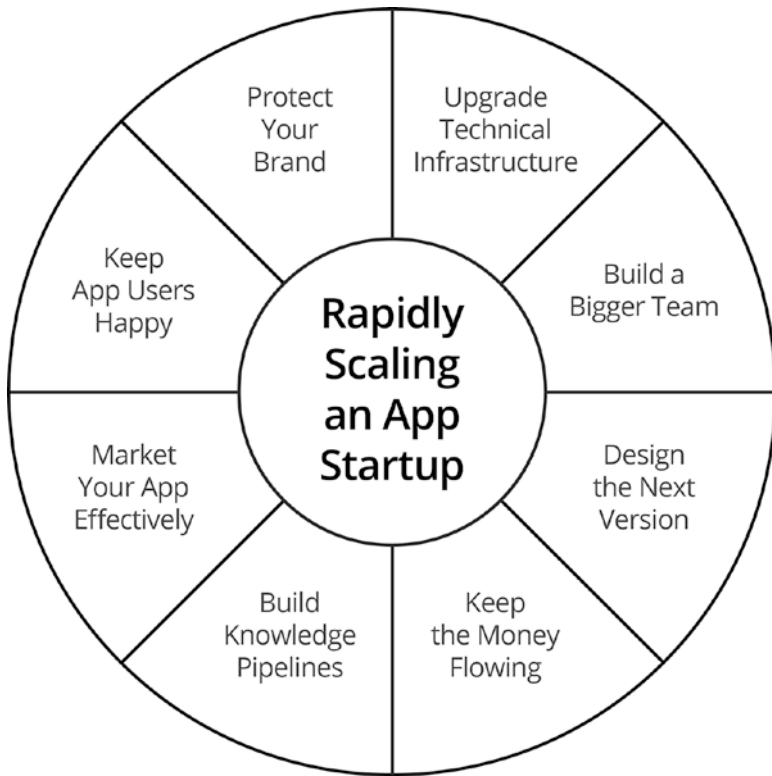 Rapidly
Scaling
an App
Startup
Upgrade
Technical
Infrastructure
Build a
Bigger Team
Design
the Next
Version
Keep
the Money
Flowing
Build
Knowledge
Pipelines
Market
Your App
Effectively
Keep
App Users
Happy
Protect
Your
Brand